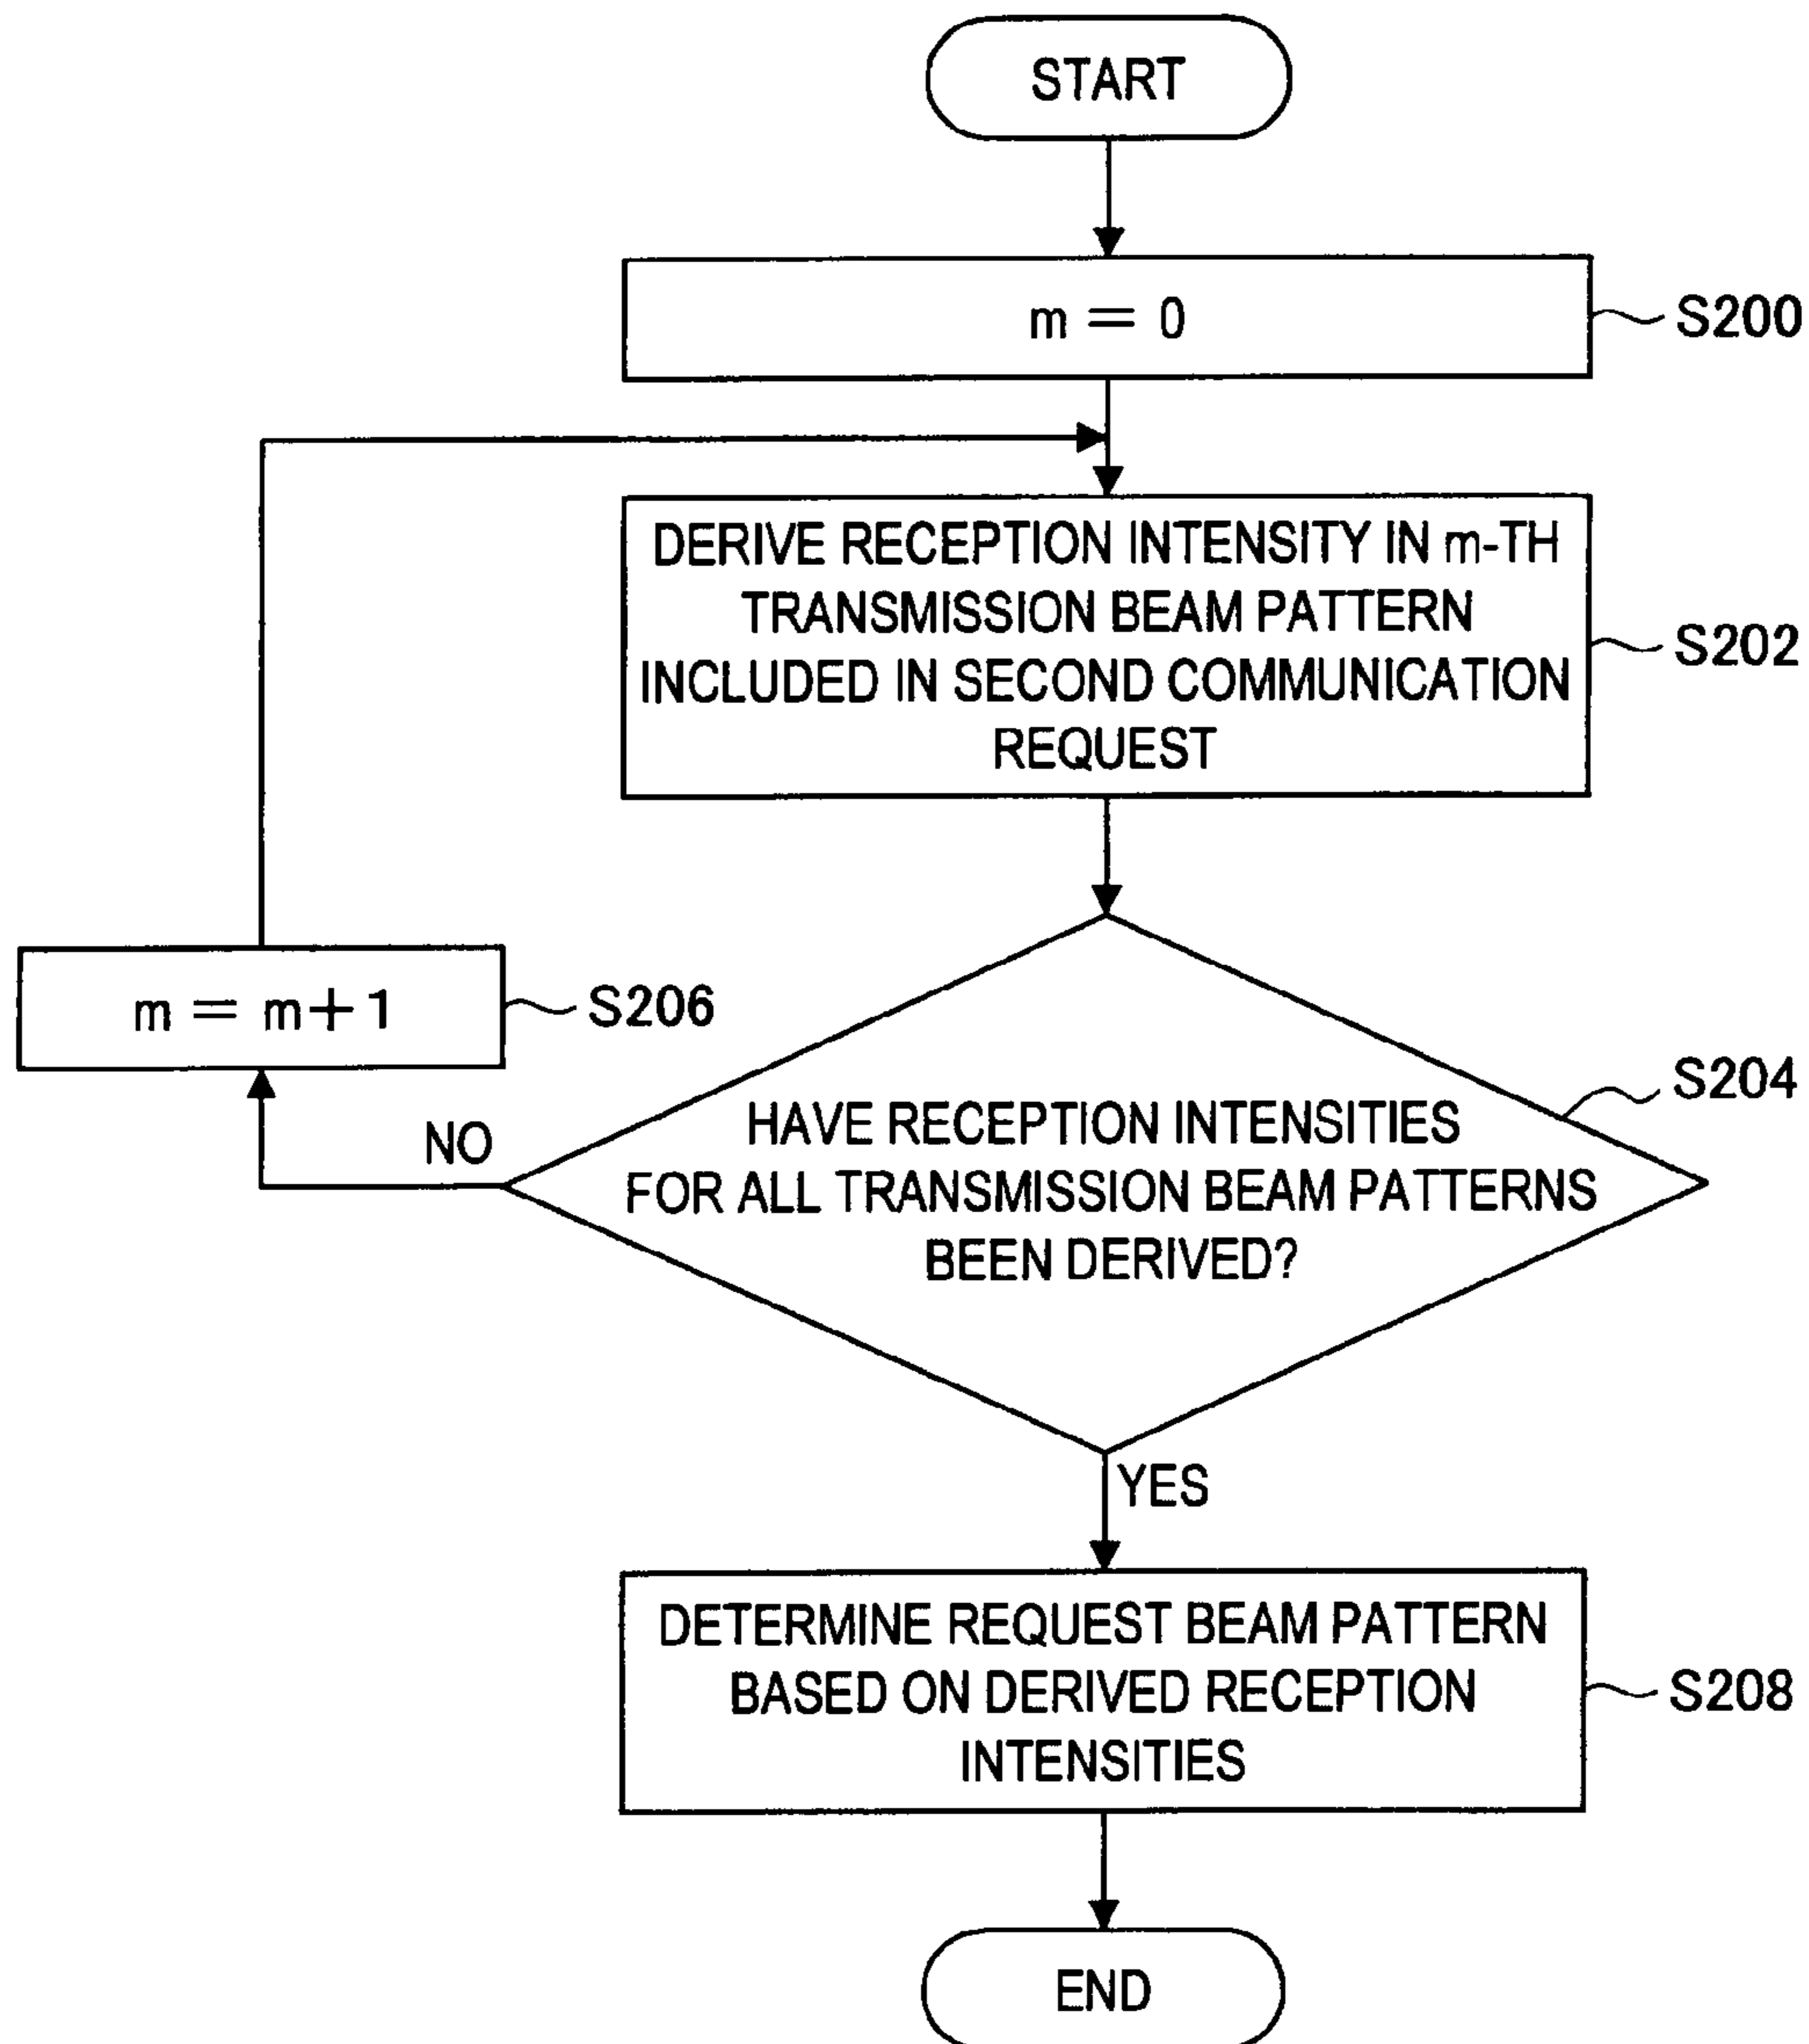 START
m = 0
S200
DERIVE RECEPTION INTENSITY IN m-TH
TRANSMISSION BEAM PATTERN
INCLUDED IN SECOND COMMUNICATION
REQUEST
S202
m = m+1
S206
S204
HAVE RECEPTION INTENSITIES
FOR ALL TRANSMISSION BEAM PATTERNS
BEEN DERIVED?
NO
YES
DETERMINE REQUEST BEAM PATTERN
BASED ON DERIVED RECEPTION
INTENSITIES
S208
END